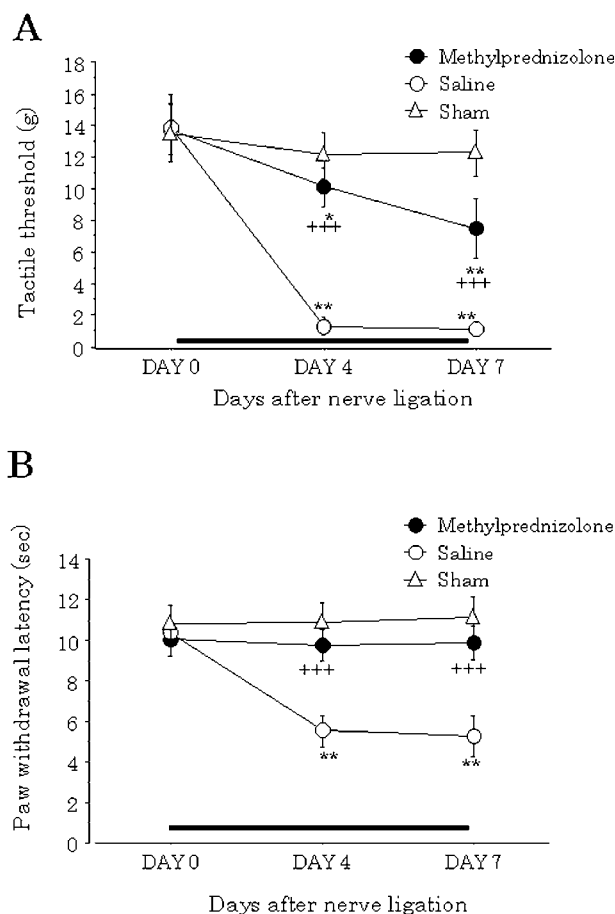 A
Methylprednizolone
Saline
Sham
Tactile threshold (g)
18
16
14
12
10
8
6
4
2
0
*
+++
**
**
+++
**
DAY 0 DAY 4 DAY 7
Days after nerve ligation
B
Methylprednizolone
Saline
Sham
Paw withdrawal latency (sec)
14
12
10
8
6
4
2
0
+++ +++
** **
DAY 0 DAY 4 DAY 7
Days after nerve ligation